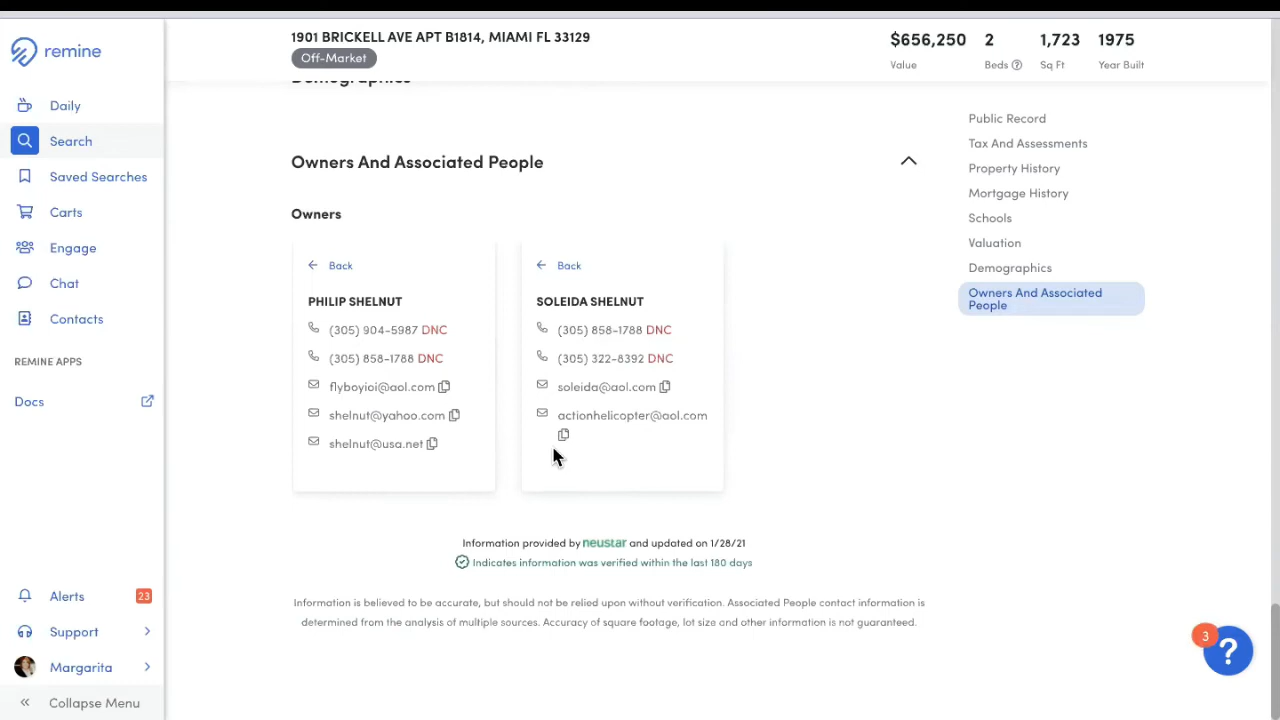 remine
1901 BRICKELL AVE APT B1814, MIAMI FL 33129
Off-Market
$656,250
Value
2
Beds
1,723
Sq Ft
1975
Year Built
Daily
Search
Saved Searches
Carts
Engage
Chat
Contacts
REMINE APPS
Docs
Alerts 23
Support
Margarita
Collapse Menu
Demographics
Owners And Associated People
Owners
Back
PHILIP SHELNUT
(305) 904-5987 DNC
(305) 858-1788 DNC
flyboyioi@aol.com
shelnut@yahoo.com
shelnut@usa.net
Back
SOLEIDA SHELNUT
(305) 858-1788 DNC
(305) 322-8392 DNC
soleida@aol.com
actionhelicopter@aol.com
Information provided by neustar and updated on 1/28/21
Indicates information was verified within the last 180 days
Information is believed to be accurate, but should not be relied upon without verification. Associated People contact information is
determined from the analysis of multiple sources. Accuracy of square footage, lot size and other information is not guaranteed.
Public Record
Tax And Assessments
Property History
Mortgage History
Schools
Valuation
Demographics
Owners And Associated
People
3
?